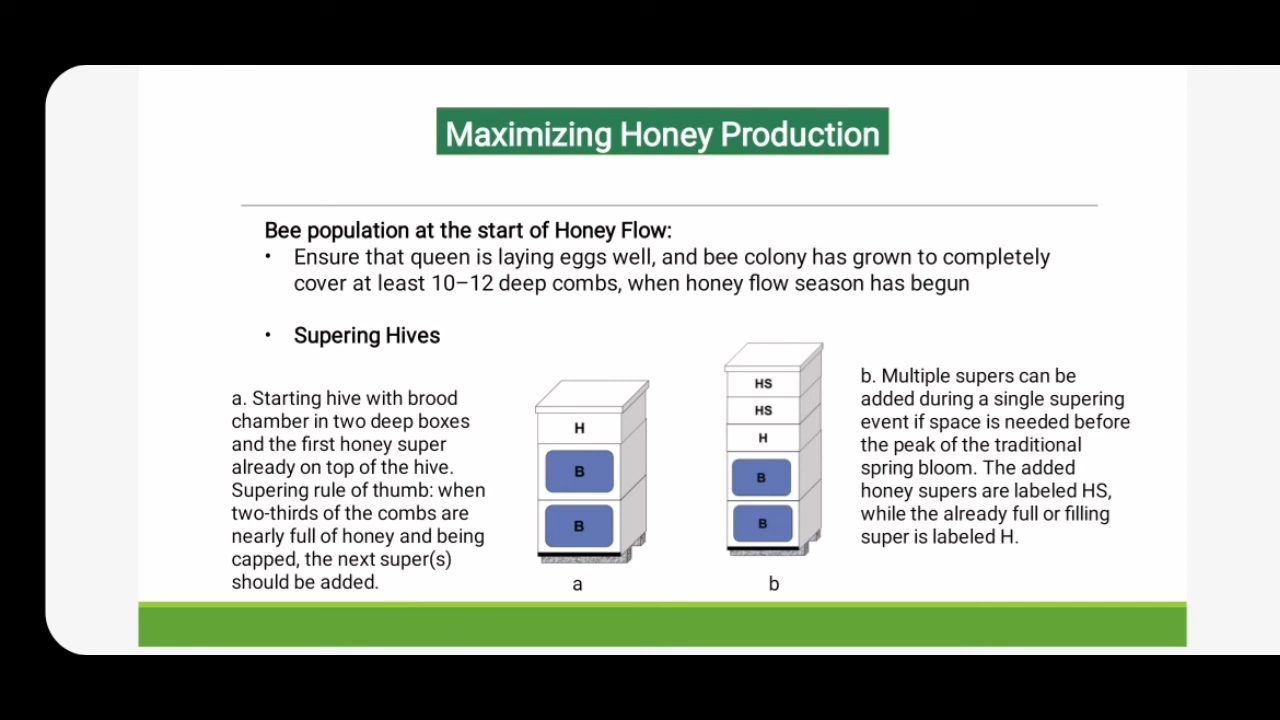 Maximizing Honey Production
Bee population at the start of Honey Flow:
• Ensure that queen is laying eggs well, and bee colony has grown to completely
cover at least 10–12 deep combs, when honey flow season has begun
• Supering Hives
a. Starting hive with brood
chamber in two deep boxes
and the first honey super
already on top of the hive.
Supering rule of thumb: when
two-thirds of the combs are
nearly full of honey and being
capped, the next super(s)
should be added.
H
B
B
a
HS
HS
H
B
B
b
b. Multiple supers can be
added during a single supering
event if space is needed before
the peak of the traditional
spring bloom. The added
honey supers are labeled HS,
while the already full or filling
super is labeled H.